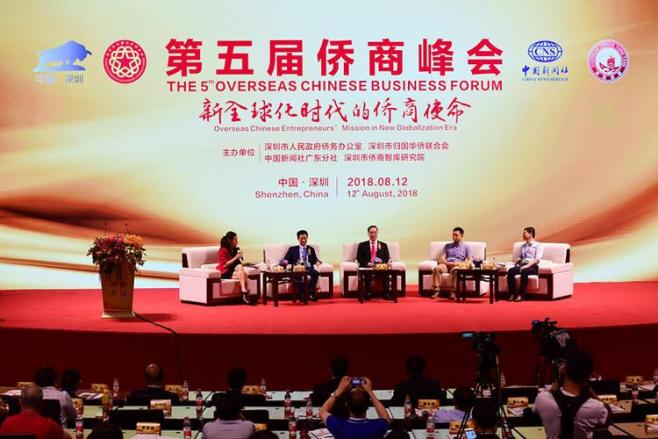 第五届侨商峰会
THE 5th OVERSEAS CHINESE BUSINESS FORUM
新全球化时代的侨商使命
Overseas Chinese Entrepreneurs' Mission in New Globalization Era
主办单位
深圳市人民政府侨务办公室 深圳市归国华侨联合会
中国新闻社广东分社 深圳市侨商智库研究院
中国·深圳
Shenzhen, China
2018.08.12
12th August, 2018
中国 深圳
CNS
中国新闻社
CHINA NEWS SERVICE